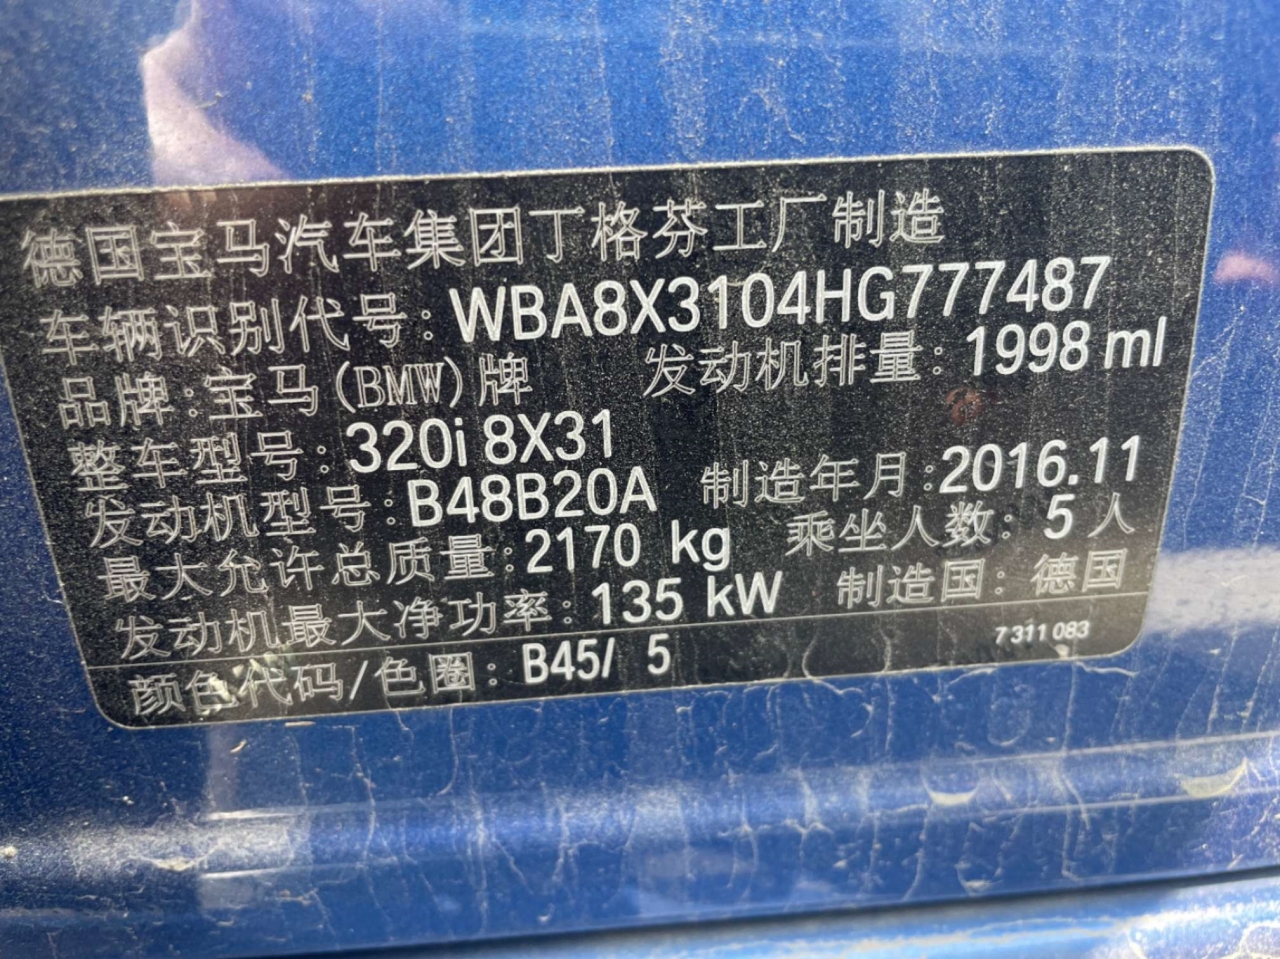 德国宝马汽车集团丁格芬工厂制造
车辆识别代号: WBA8X3104HG777487
品牌:宝马(BMW)牌 发动机排量: 1998 ml
整车型号: 320i 8X31
发动机型号: B48B20A 制造年月:2016.11
最大允许总质量:2170 kg 乘坐人数: 5 人
发动机最大净功率: 135 kW 制造国: 德国
7 311 083
颜色代码/色圈: B45/ 5